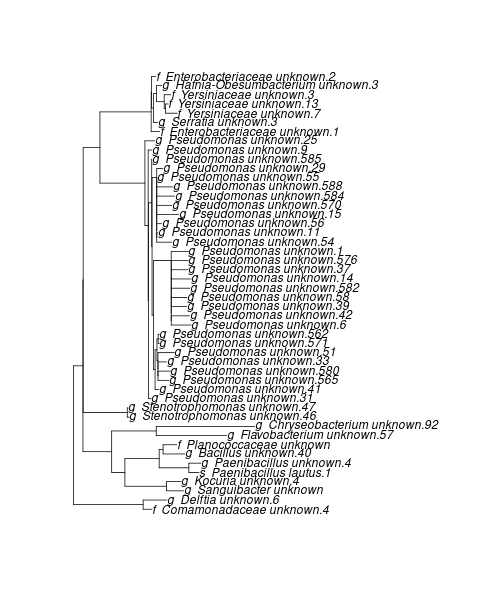 f Enterobacteriaceae unknown.2
g Hafnia-Obesumbacterium unknown.3
f Yersiniaceae unknown.3
f Yersiniaceae unknown.13
f Yersiniaceae unknown.7
g Serratia unknown.3
f Enterobacteriaceae unknown.1
g Pseudomonas unknown.25
g Pseudomonas unknown.9
g Pseudomonas unknown.585
g Pseudomonas unknown.29
g Pseudomonas unknown.55
g Pseudomonas unknown.588
g Pseudomonas unknown.584
g Pseudomonas unknown.570
g Pseudomonas unknown.15
g Pseudomonas unknown.56
g Pseudomonas unknown.11
g Pseudomonas unknown.54
g Pseudomonas unknown.1
g Pseudomonas unknown.576
g Pseudomonas unknown.37
g Pseudomonas unknown.14
g Pseudomonas unknown.582
g Pseudomonas unknown.58
g Pseudomonas unknown.39
g Pseudomonas unknown.42
g Pseudomonas unknown.6
g Pseudomonas unknown.562
g Pseudomonas unknown.571
g Pseudomonas unknown.51
g Pseudomonas unknown.33
g Pseudomonas unknown.580
g Pseudomonas unknown.565
g Pseudomonas unknown.41
g Pseudomonas unknown.31
g Stenotrophomonas unknown.47
g Stenotrophomonas unknown.46
g Chryseobacterium unknown.92
g Flavobacterium unknown.57
f Planococcaceae unknown
g Bacillus unknown.40
g Paenibacillus unknown.4
s Paenibacillus lautus.1
g Kocuria unknown.4
g Sanguibacter unknown
g Delftia unknown.6
f Comamonadaceae unknown.4